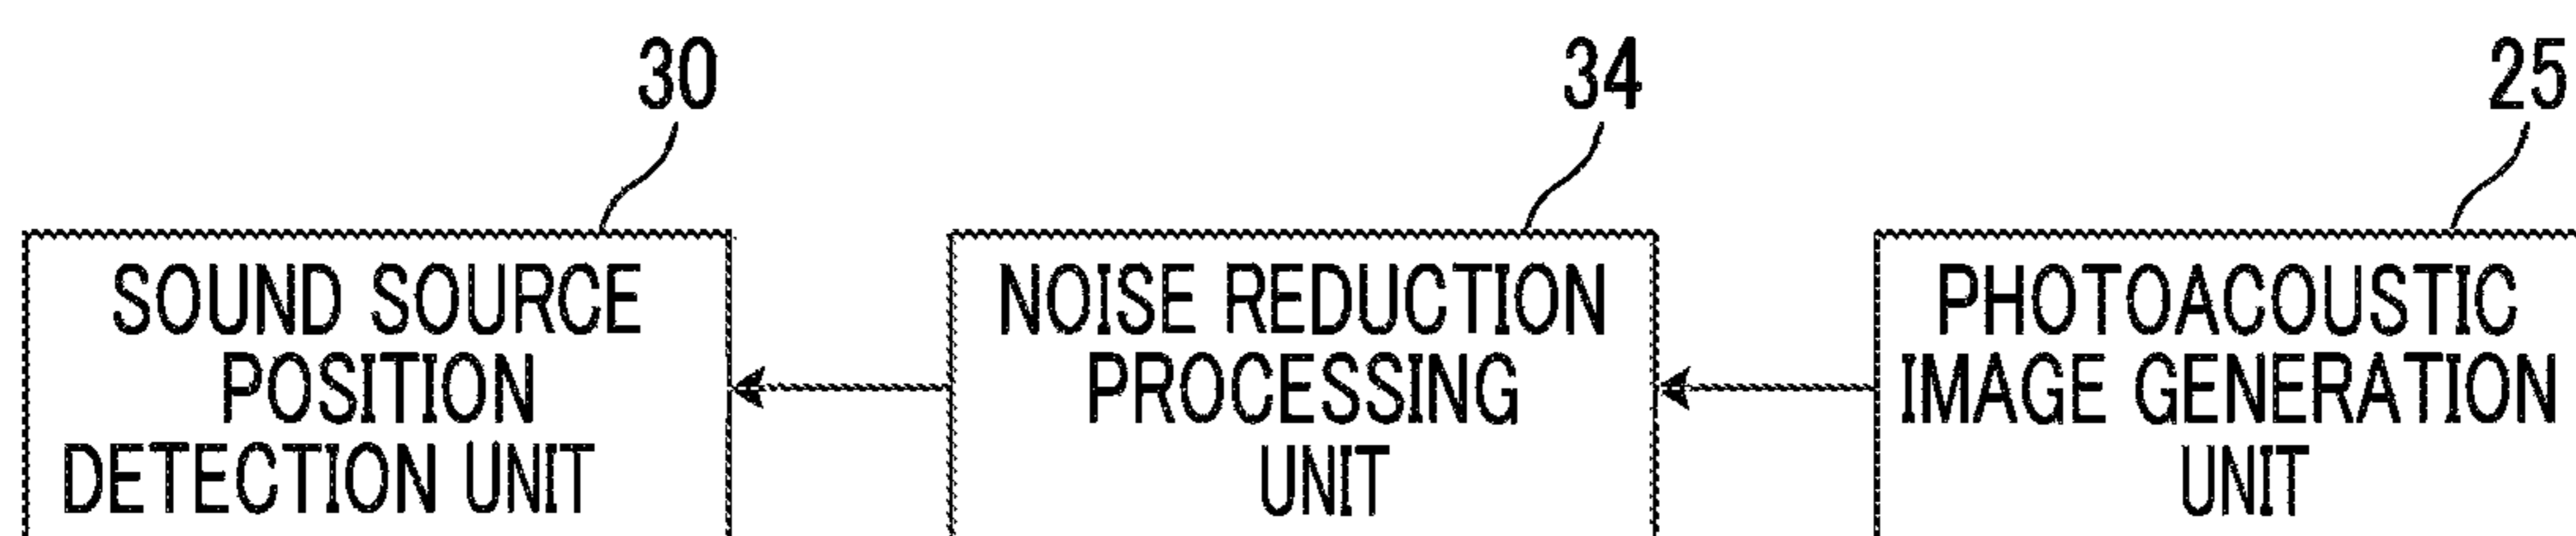 30
34
25
SOUND SOURCE
POSITION
DETECTION UNIT
NOISE REDUCTION
PROCESSING
UNIT
PHOTOACOUSTIC
IMAGE GENERATION
UNIT